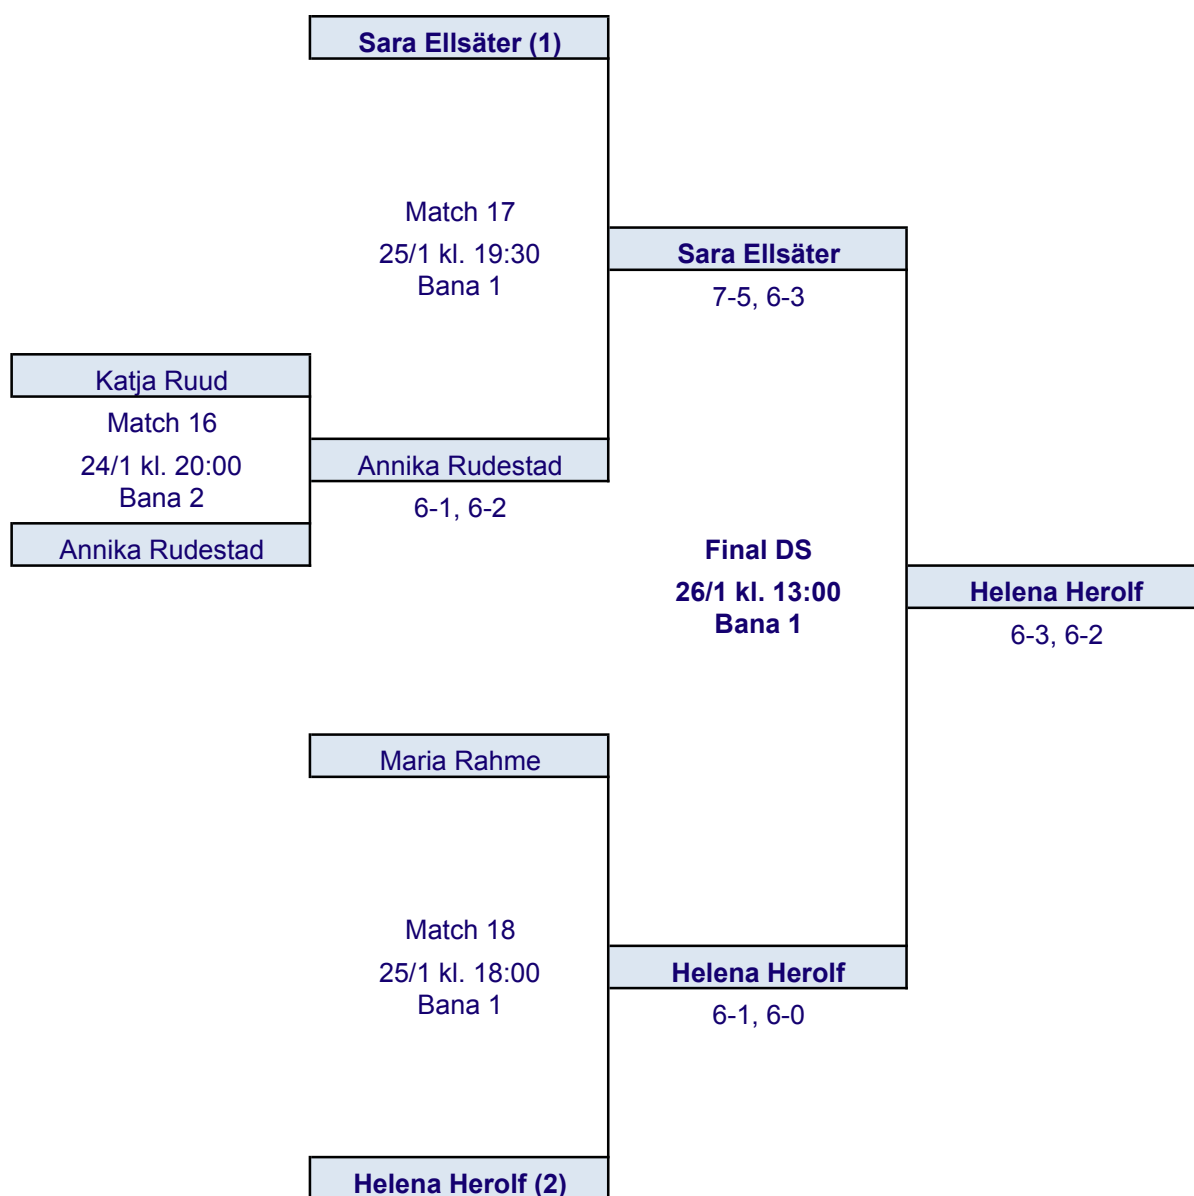 Sara Ellsäter (1)
Match 17
25/1 kl. 19:30
Bana 1
Sara Ellsäter
7-5, 6-3
Katja Ruud
Match 16
24/1 kl. 20:00
Bana 2
Annika Rudestad
Annika Rudestad
6-1, 6-2
Final DS
26/1 kl. 13:00
Bana 1
Helena Herolf
6-3, 6-2
Maria Rahme
Match 18
25/1 kl. 18:00
Bana 1
Helena Herolf
6-1, 6-0
Helena Herolf (2)